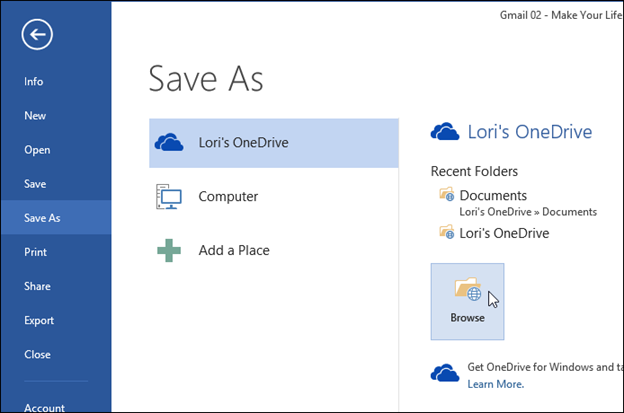 Gmail 02 - Make Your Life
Info
New
Open
Save
Save As
Print
Share
Export
Close
Account
Save As
Lori's OneDrive
Computer
Add a Place
Lori's OneDrive
Recent Folders
Documents
Lori's OneDrive » Documents
Lori's OneDrive
Browse
Get OneDrive for Windows and ta
Learn More.